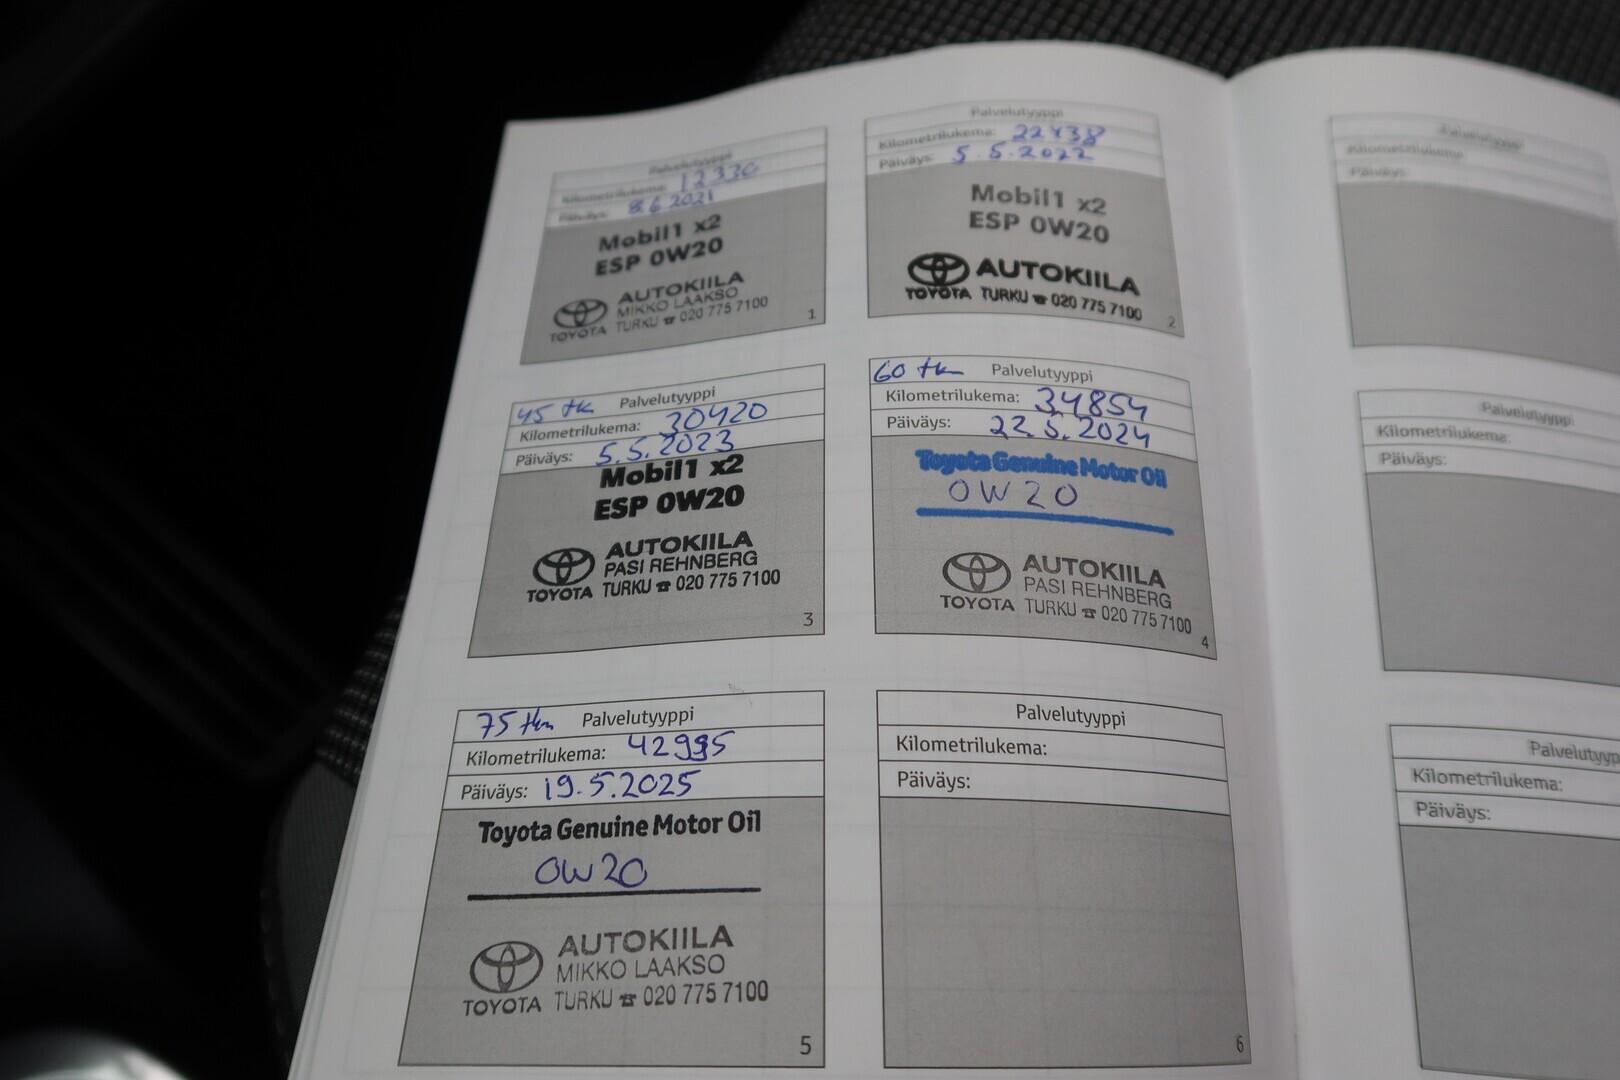 Palvelutyyppi
Kilometrilukema: 12330
Päiväys: 8.6.2021
Mobil1 x2
ESP 0W20
AUTOKIILA
MIKKO LAAKSO
TOYOTA TURKU ☎ 020 775 7100
1
Palvelutyyppi
Kilometrilukema: 22438
Päiväys: 5.5.2022
Mobil1 x2
ESP 0W20
AUTOKIILA
TOYOTA TURKU ☎ 020 775 7100
2
45 tkm Palvelutyyppi
Kilometrilukema: 30420
Päiväys: 5.5.2023
Mobil1 x2
ESP 0W20
AUTOKIILA
PASI REHNBERG
TOYOTA TURKU ☎ 020 775 7100
3
60 tkm Palvelutyyppi
Kilometrilukema: 34854
Päiväys: 22.5.2024
Toyota Genuine Motor Oil
0W20
AUTOKIILA
PASI REHNBERG
TOYOTA TURKU ☎ 020 775 7100
4
75 tkm Palvelutyyppi
Kilometrilukema: 42995
Päiväys: 19.5.2025
Toyota Genuine Motor Oil
0W20
AUTOKIILA
MIKKO LAAKSO
TOYOTA TURKU ☎ 020 775 7100
5
Palvelutyyppi
Kilometrilukema:
Päiväys:
6
Palvelutyyppi
Kilometrilukema:
Päiväys:
Palvelutyyppi
Kilometrilukema:
Päiväys:
Palvelutyypp
Kilometrilukema:
Päiväys: